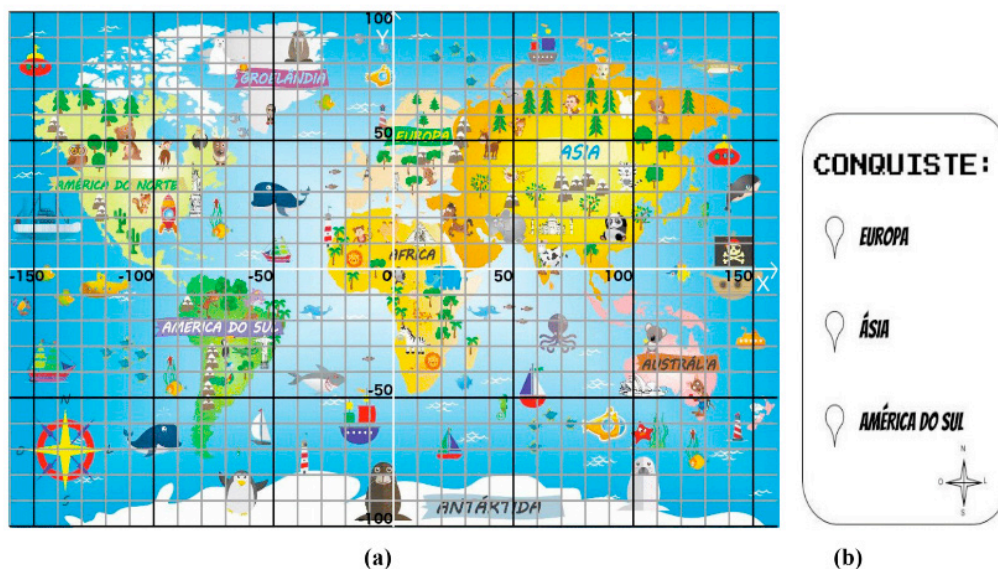 100
Y
GROELÂNDIA
50
EUROPA
ÁSIA
AMÉRICA DO NORTE
ÁFRICA
-150
-100
-50
0
50
100
150
X
AMÉRICA DO SUL
AUSTRÁLIA
-50
N
S
ANTÁRTIDA
100
(a)
CONQUISTE:
EUROPA
ÁSIA
AMÉRICA DO SUL
N
O
L
S
(b)